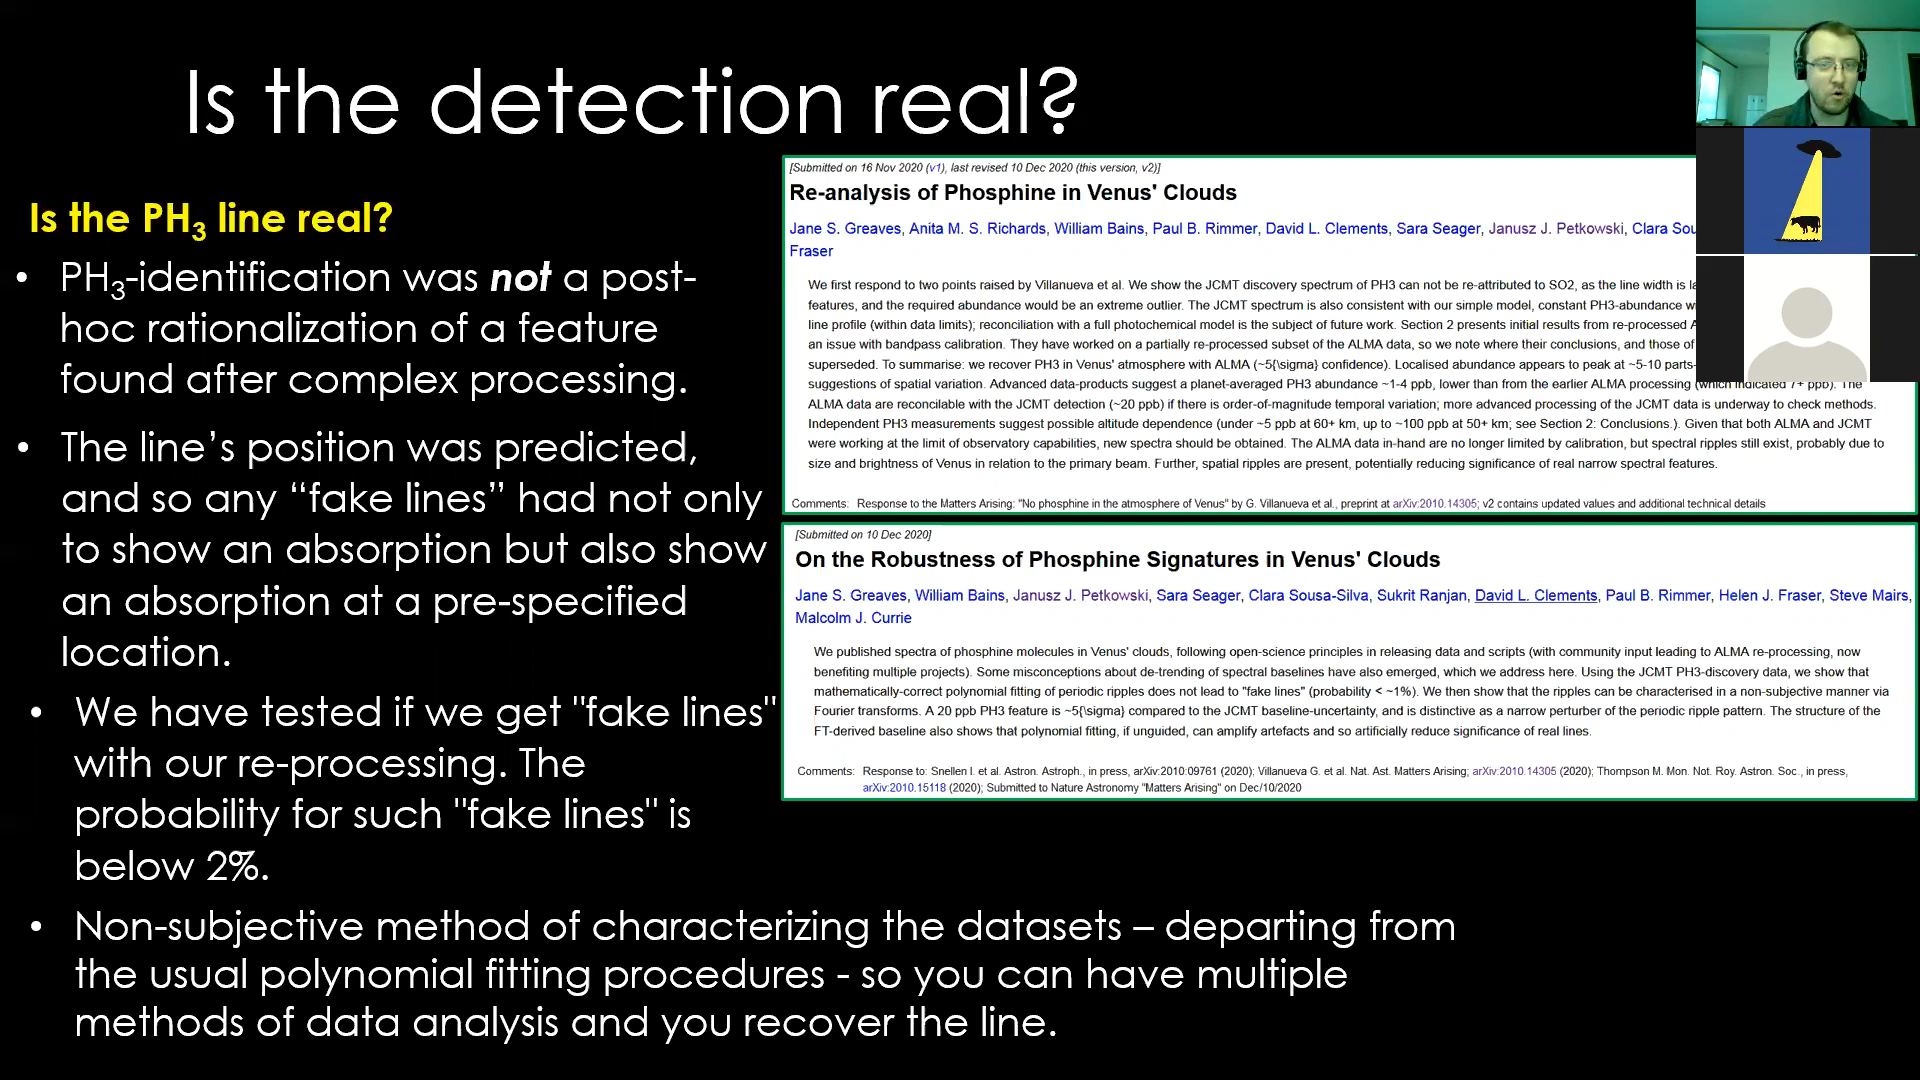 Is the detection real?
Is the PH3 line real?
• PH3-identification was not a post-
hoc rationalization of a feature
found after complex processing.
• The line’s position was predicted,
and so any “fake lines” had not only
to show an absorption but also show
an absorption at a pre-specified
location.
• We have tested if we get "fake lines"
with our re-processing. The
probability for such "fake lines" is
below 2%.
• Non-subjective method of characterizing the datasets – departing from
the usual polynomial fitting procedures - so you can have multiple
methods of data analysis and you recover the line.
[Submitted on 16 Nov 2020 (v1), last revised 10 Dec 2020 (this version, v2)]
Re-analysis of Phosphine in Venus' Clouds
Jane S. Greaves, Anita M. S. Richards, William Bains, Paul B. Rimmer, David L. Clements, Sara Seager, Janusz J. Petkowski, Clara
Fraser
We first respond to two points raised by Villanueva et al. We show the JCMT discovery spectrum of PH3 can not be re-attributed to SO2, as the line width is
features, and the required abundance would be an extreme outlier. The JCMT spectrum is also consistent with our simple model, constant PH3-abundance
line profile (within data limits); reconciliation with a full photochemical model is the subject of future work. Section 2 presents initial results from re-processed
an issue with bandpass calibration. They have worked on a partially re-processed subset of the ALMA data, so we note where their conclusions, and those of
superseded. To summarise: we recover PH3 in Venus' atmosphere with ALMA (~5{\sigma} confidence). Localised abundance appears to peak at ~5-10 parts-
suggestions of spatial variation. Advanced data-products suggest a planet-averaged PH3 abundance ~1-4 ppb, lower than from the earlier ALMA processing (which indicated 7+ ppb). The
ALMA data are reconcilable with the JCMT detection (~20 ppb) if there is order-of-magnitude temporal variation; more advanced processing of the JCMT data is underway to check methods.
Independent PH3 measurements suggest possible altitude dependence (under ~5 ppb at 60+ km, up to ~100 ppb at 50+ km; see Section 2: Conclusions.). Given that both ALMA and JCMT
were working at the limit of observatory capabilities, new spectra should be obtained. The ALMA data in-hand are no longer limited by calibration, but spectral ripples still exist, probably due to
size and brightness of Venus in relation to the primary beam. Further, spatial ripples are present, potentially reducing significance of real narrow spectral features.
Comments: Response to the Matters Arising: "No phosphine in the atmosphere of Venus" by G. Villanueva et al., preprint at arXiv:2010.14305; v2 contains updated values and additional technical details
[Submitted on 10 Dec 2020]
On the Robustness of Phosphine Signatures in Venus' Clouds
Jane S. Greaves, William Bains, Janusz J. Petkowski, Sara Seager, Clara Sousa-Silva, Sukrit Ranjan, David L. Clements, Paul B. Rimmer, Helen J. Fraser, Steve Mairs,
Malcolm J. Currie
We published spectra of phosphine molecules in Venus' clouds, following open-science principles in releasing data and scripts (with community input leading to ALMA re-processing, now
benefiting multiple projects). Some misconceptions about de-trending of spectral baselines have also emerged, which we address here. Using the JCMT PH3-discovery data, we show that
mathematically-correct polynomial fitting of periodic ripples does not lead to "fake lines" (probability < ~1%). We then show that the ripples can be characterised in a non-subjective manner via
Fourier transforms. A 20 ppb PH3 feature is ~5{\sigma} compared to the JCMT baseline-uncertainty, and is distinctive as a narrow perturber of the periodic ripple pattern. The structure of the
FT-derived baseline also shows that polynomial fitting, if unguided, can amplify artefacts and so artificially reduce significance of real lines.
Comments: Response to: Snellen I. et al. Astron. Astroph., in press, arXiv:2010.09761 (2020); Villanueva G. et al. Nat. Ast. Matters Arising; arXiv:2010.14305 (2020); Thompson M. Mon. Not. Roy. Astron. Soc., in press,
arXiv:2010.15118 (2020); Submitted to Nature Astronomy "Matters Arising" on Dec/10/2020